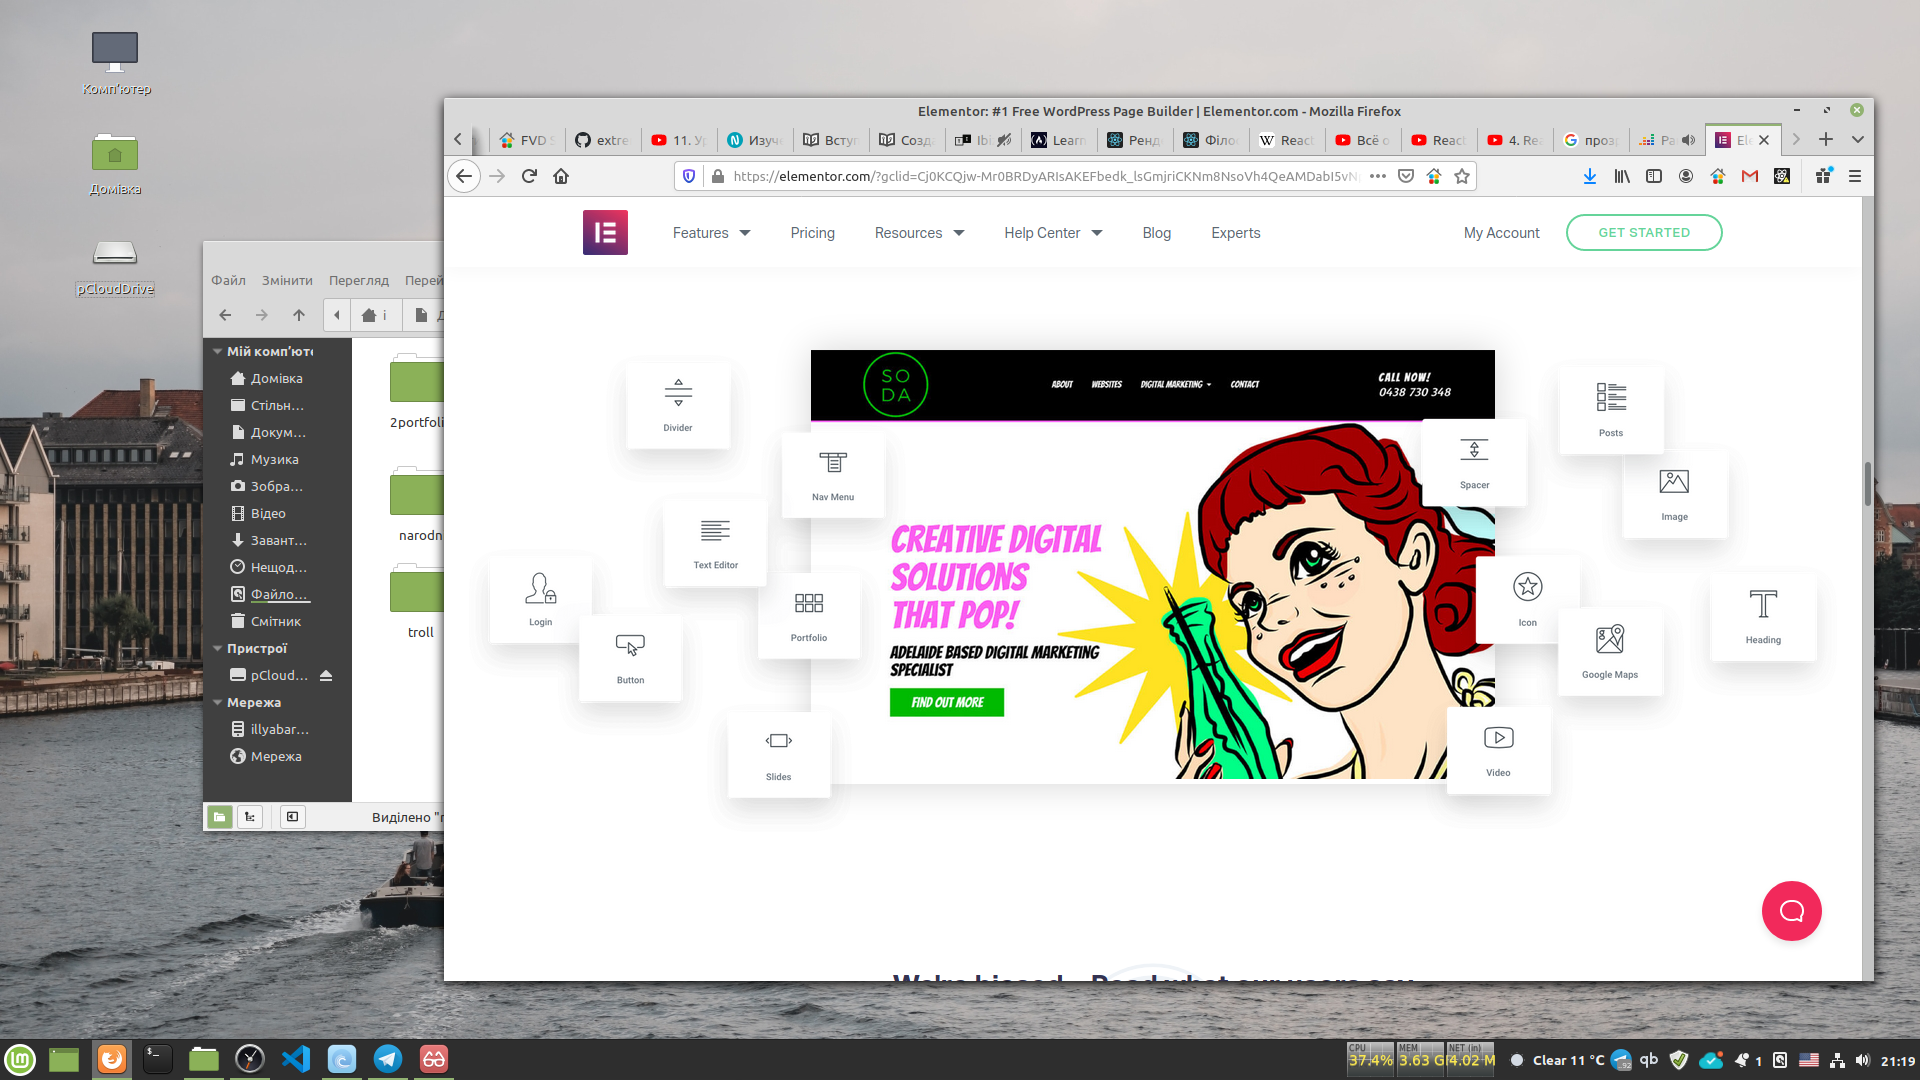 Комп'ютер
Домівка
pCloudDrive
Файл Змінити Перегляд
i
Мій комп'юте
Домівка
Стільн...
Докум...
Музика
Зобра...
Відео
Завант...
Нещод...
Файло...
Смітник
Пристрої
pCloud...
Мережа
illyabar...
Мережа
troll
Виділено
Elementor: #1 Free WordPress Page Builder | Elementor.com - Mozilla Firefox
FVD S
extre
11. Ур
Изуч
Вступ
Созд
Ibi
Learn
Ренд
Філо
React
Всё о
React
4. Re
проз
Pa
Ele
https://elementor.com/?gclid=Cj0KCQjw-Mr0BRDyARIsAKEFbedk_lsGmjriCKNm8NsoVh4QeAMDabI5vN
Features Pricing Resources Help Center Blog Experts My Account GET STARTED
SO
DA
ABOUT WEBSITES DIGITAL MARKETING CONTACT
CALL NOW!
0438 730 348
CREATIVE DIGITAL
SOLUTIONS
THAT POP!
ADELAIDE BASED DIGITAL MARKETING
SPECIALIST
FIND OUT MORE
Divider
Nav Menu
Text Editor
Login
Portfolio
Button
Slides
Posts
Spacer
Image
Icon
Heading
Google Maps
Video
CPU
37.4%
MEM
3.63 G
NET (in)
4.02 M
Clear 11 °C
92
qb
1
21:19